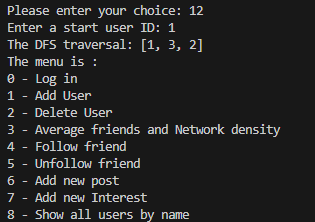 Please enter your choice: 12
Enter a start user ID: 1
The DFS traversal: [1, 3, 2]
The menu is :
0 - Log in
1 - Add User
2 - Delete User
3 - Average friends and Network density
4 - Follow friend
5 - Unfollow friend
6 - Add new post
7 - Add new Interest
8 - Show all users by name